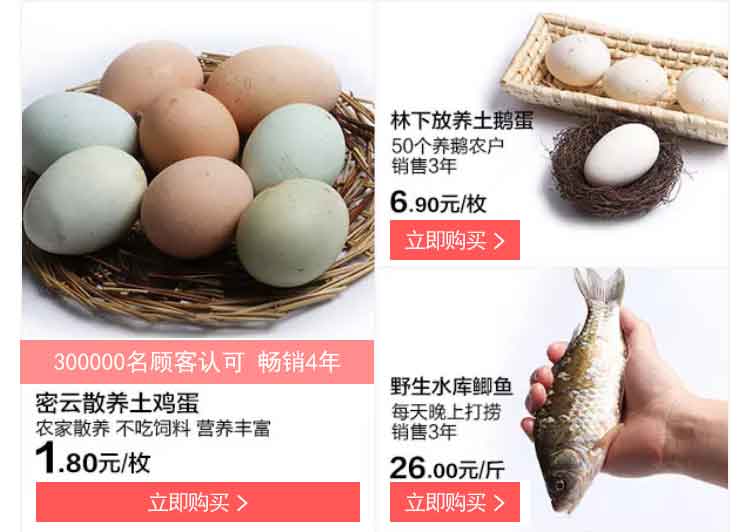 300000名顾客认可 畅销4年
密云散养土鸡蛋
农家散养 不吃饲料 营养丰富
1.80元/枚
立即购买 >
林下放养土鹅蛋
50个养鹅农户
销售3年
6.90元/枚
立即购买 >
野生水库鲫鱼
每天晚上打捞
销售3年
26.00元/斤
立即购买 >